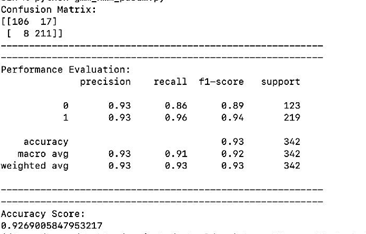 Confusion Matrix:
[[106  17]
 [  8 211]]
Performance Evaluation:
              precision    recall  f1-score   support
           0       0.93      0.86      0.89       123
           1       0.93      0.96      0.94       219
    accuracy                           0.93       342
   macro avg       0.93      0.91      0.92       342
weighted avg       0.93      0.93      0.93       342
Accuracy Score:
0.9269005847953217